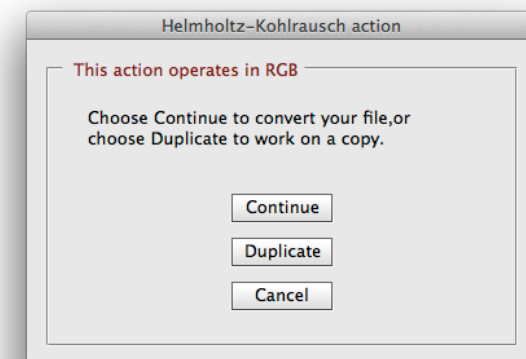 Helmholtz-Kohlrausch action
This action operates in RGB
Choose Continue to convert your file,or
choose Duplicate to work on a copy.
Continue
Duplicate
Cancel